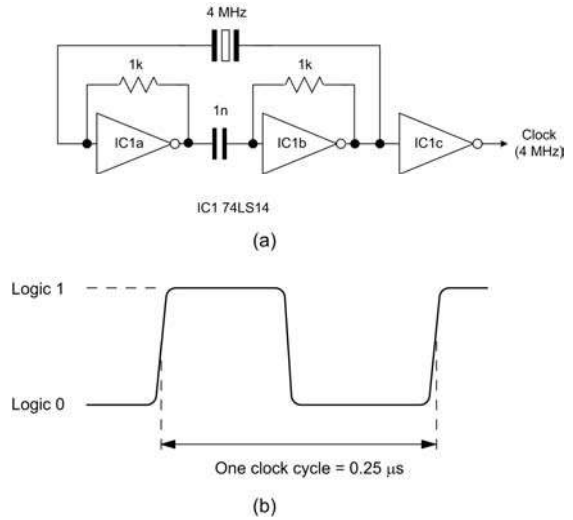 4 MHz
1k
1k
1n
IC1a
IC1b
IC1c
Clock
(4 MHz)
IC1 74LS14
(a)
Logic 1
Logic 0
One clock cycle = 0.25 μs
(b)